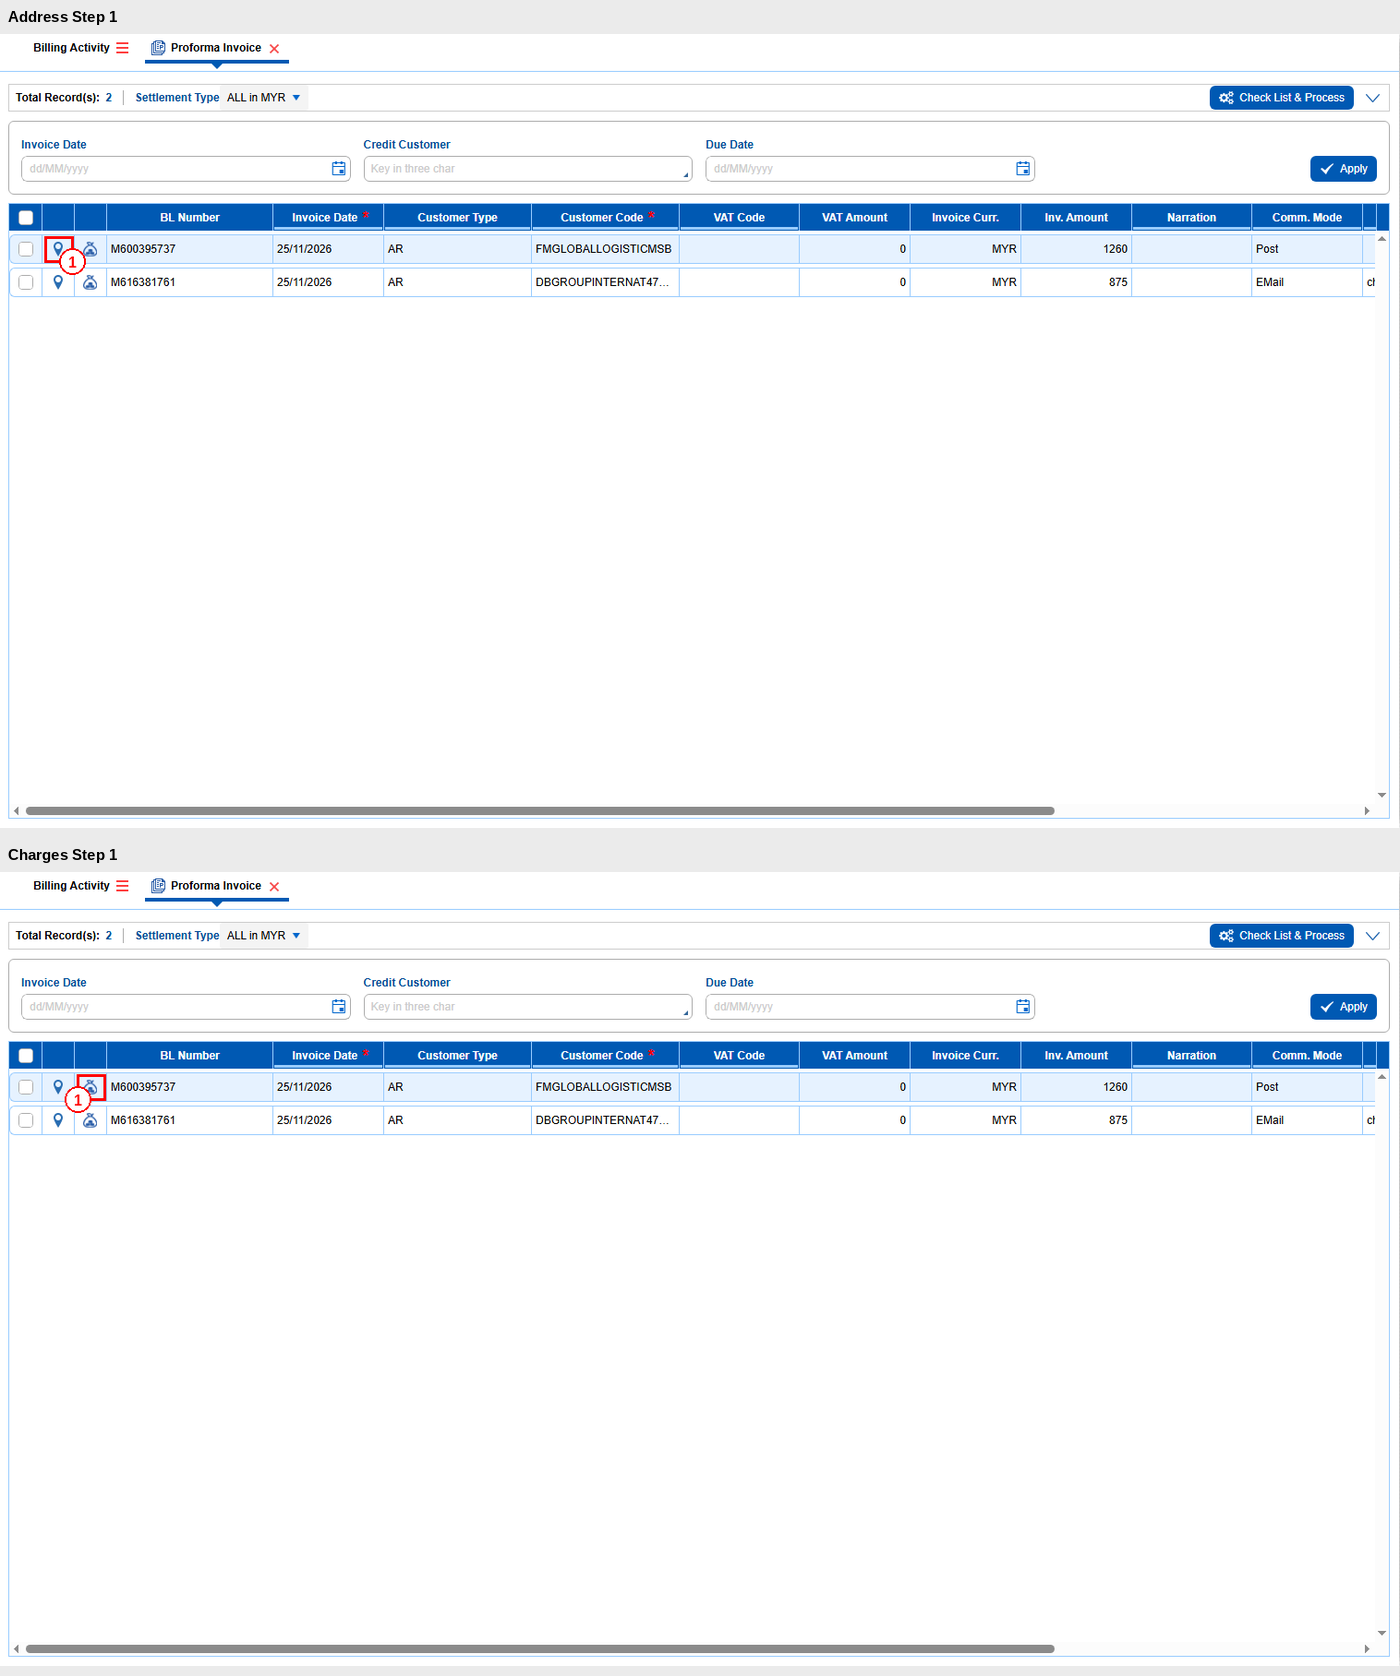 Address Step 1
Billing Activity Proforma Invoice
Total Record(s): 2 Settlement Type ALL in MYR Check List & Process
Invoice Date Credit Customer Due Date
dd/MM/yyyy Key in three char dd/MM/yyyy Apply
BL Number Invoice Date * Customer Type Customer Code * VAT Code VAT Amount Invoice Curr. Inv. Amount Narration Comm. Mode
M600395737 25/11/2026 AR FMGLOBALLOGISTICMSB 0 MYR 1260 Post
1
M616381761 25/11/2026 AR DBGROUPINTERNAT47... 0 MYR 875 EMail
Charges Step 1
Billing Activity Proforma Invoice
Total Record(s): 2 Settlement Type ALL in MYR Check List & Process
Invoice Date Credit Customer Due Date
dd/MM/yyyy Key in three char dd/MM/yyyy Apply
BL Number Invoice Date * Customer Type Customer Code * VAT Code VAT Amount Invoice Curr. Inv. Amount Narration Comm. Mode
M600395737 25/11/2026 AR FMGLOBALLOGISTICMSB 0 MYR 1260 Post
1
M616381761 25/11/2026 AR DBGROUPINTERNAT47... 0 MYR 875 EMail